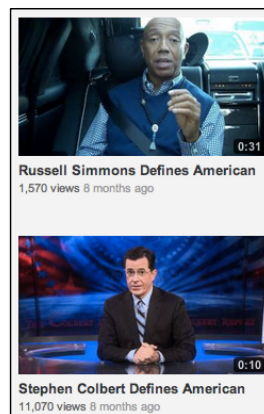 0:31
Russell Simmons Defines American
1,570 views 8 months ago
0:10
Stephen Colbert Defines American
11,070 views 8 months ago